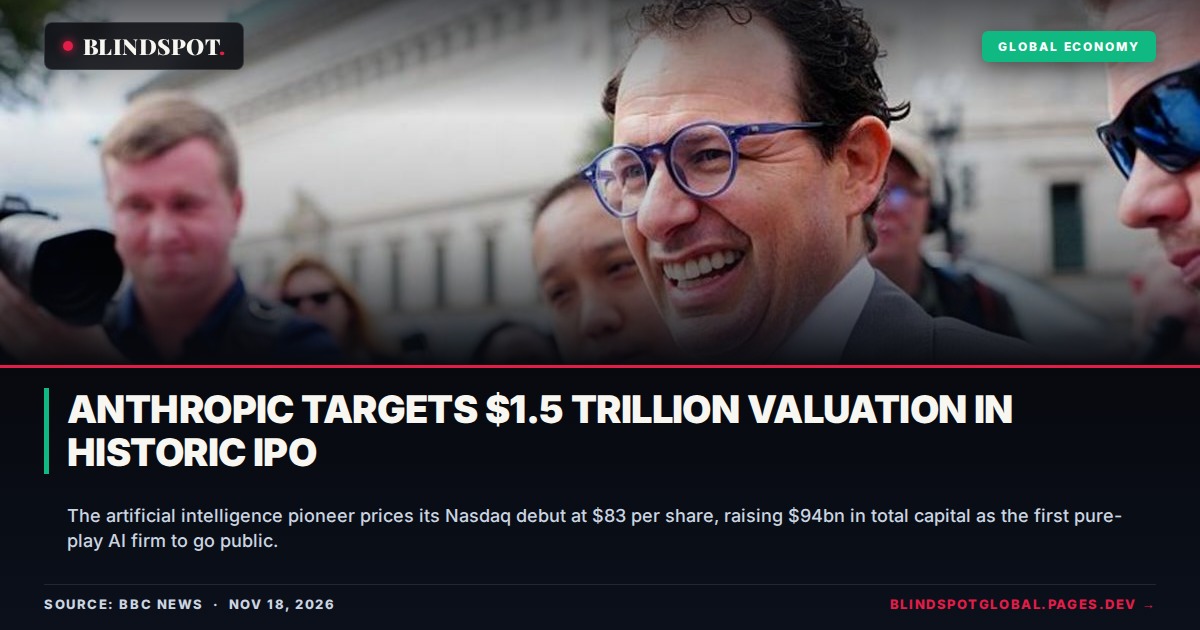 BLINDSPOT.
GLOBAL ECONOMY
ANTHROPIC TARGETS $1.5 TRILLION VALUATION IN
HISTORIC IPO
The artificial intelligence pioneer prices its Nasdaq debut at $83 per share, raising $94bn in total capital as the first pure-
play AI firm to go public.
SOURCE: BBC NEWS · NOV 18, 2026
BLINDSPOTGLOBAL.PAGES.DEV →